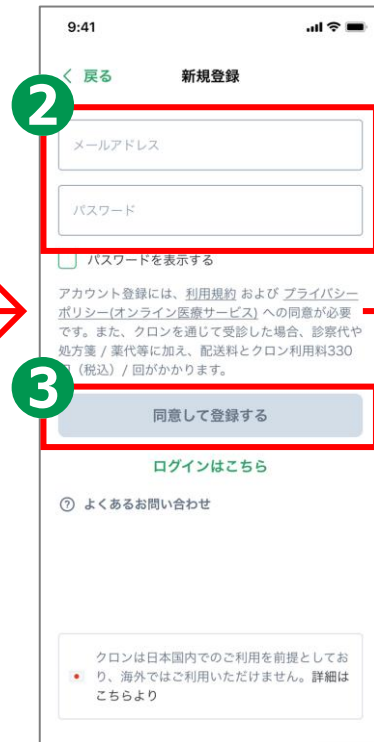 9:41
戻る
新規登録
2
メールアドレス
パスワード
パスワードを表示する
アカウント登録には、利用規約 および プライバシー
ポリシー(オンライン医療サービス) への同意が必要
です。また、クロンを通じて受診した場合、診察代や
処方箋 / 薬代等に加え、配送料とクロン利用料330
（税込）/ 回がかかります。
3
同意して登録する
ログインはこちら
? よくあるお問い合わせ
クロンは日本国内でのご利用を前提としてお
り、海外ではご利用いただけません。詳細は
こちらより